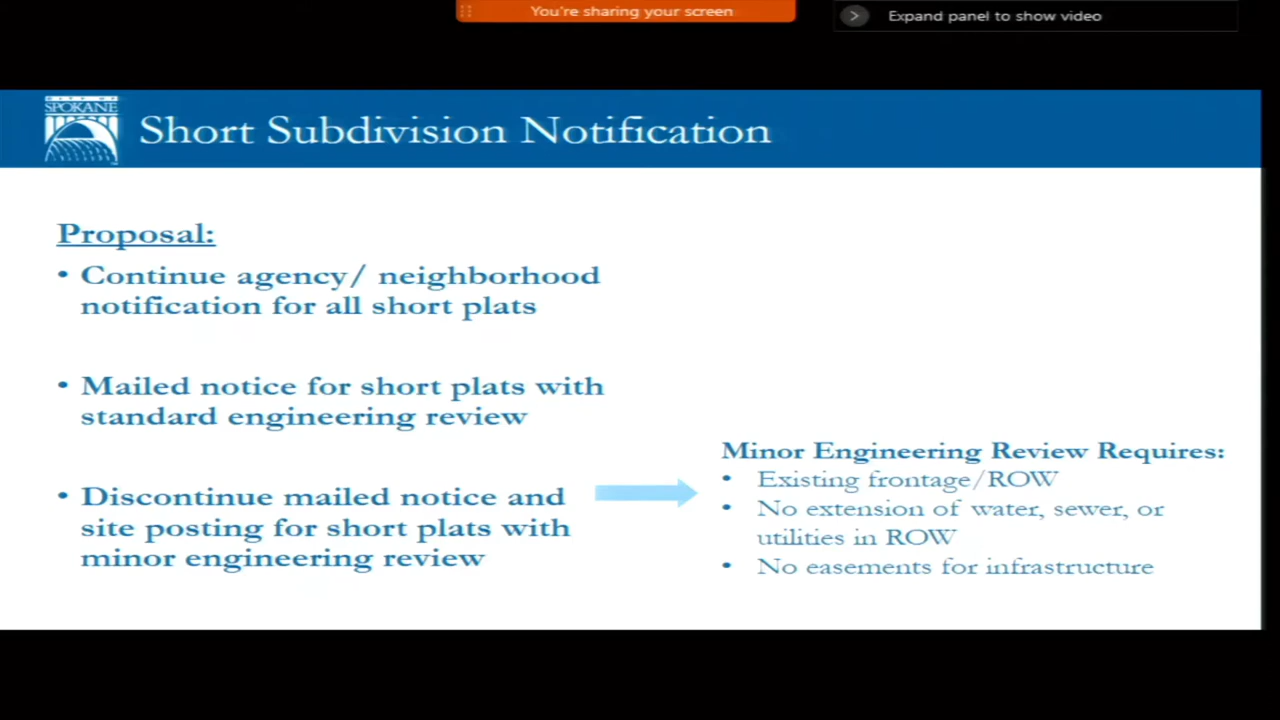 You're sharing your screen
Expand panel to show video
CITY OF
SPOKANE
Short Subdivision Notification
Proposal:
• Continue agency/ neighborhood
notification for all short plats
• Mailed notice for short plats with
standard engineering review
• Discontinue mailed notice and
site posting for short plats with
minor engineering review
Minor Engineering Review Requires:
• Existing frontage/ROW
• No extension of water, sewer, or
utilities in ROW
• No easements for infrastructure